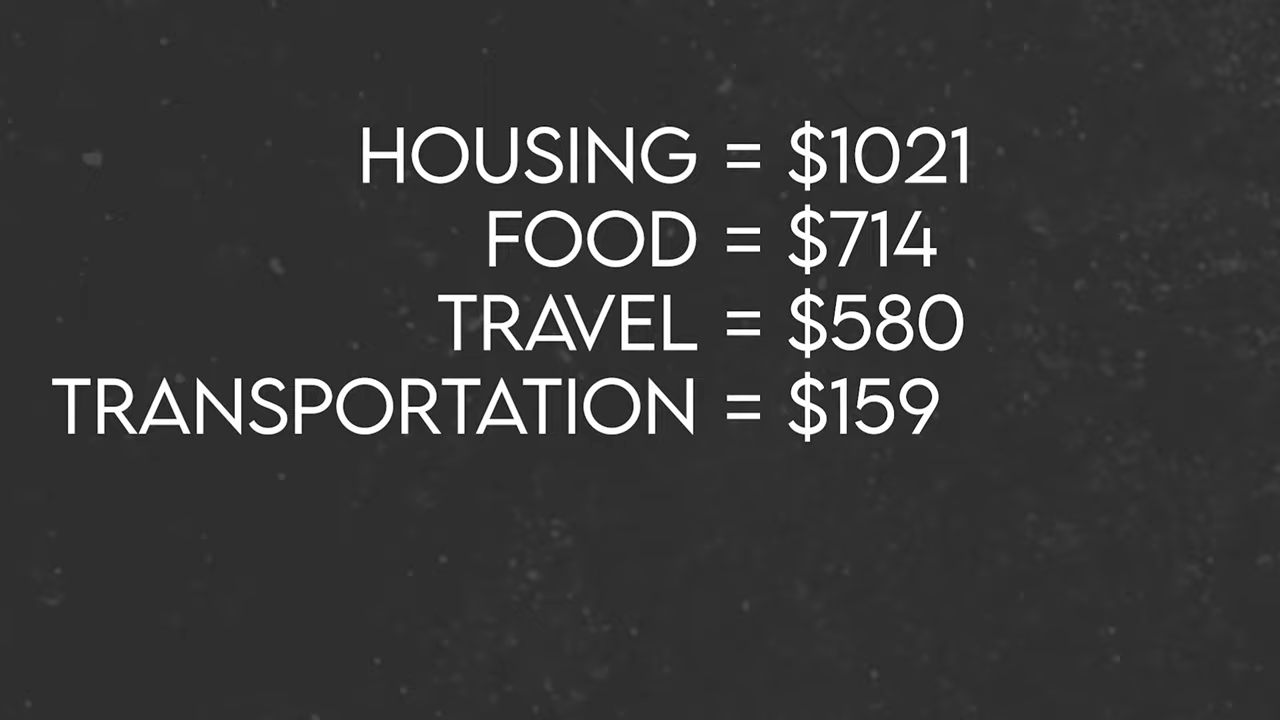 HOUSING = $1021
FOOD = $714
TRAVEL = $580
TRANSPORTATION = $159